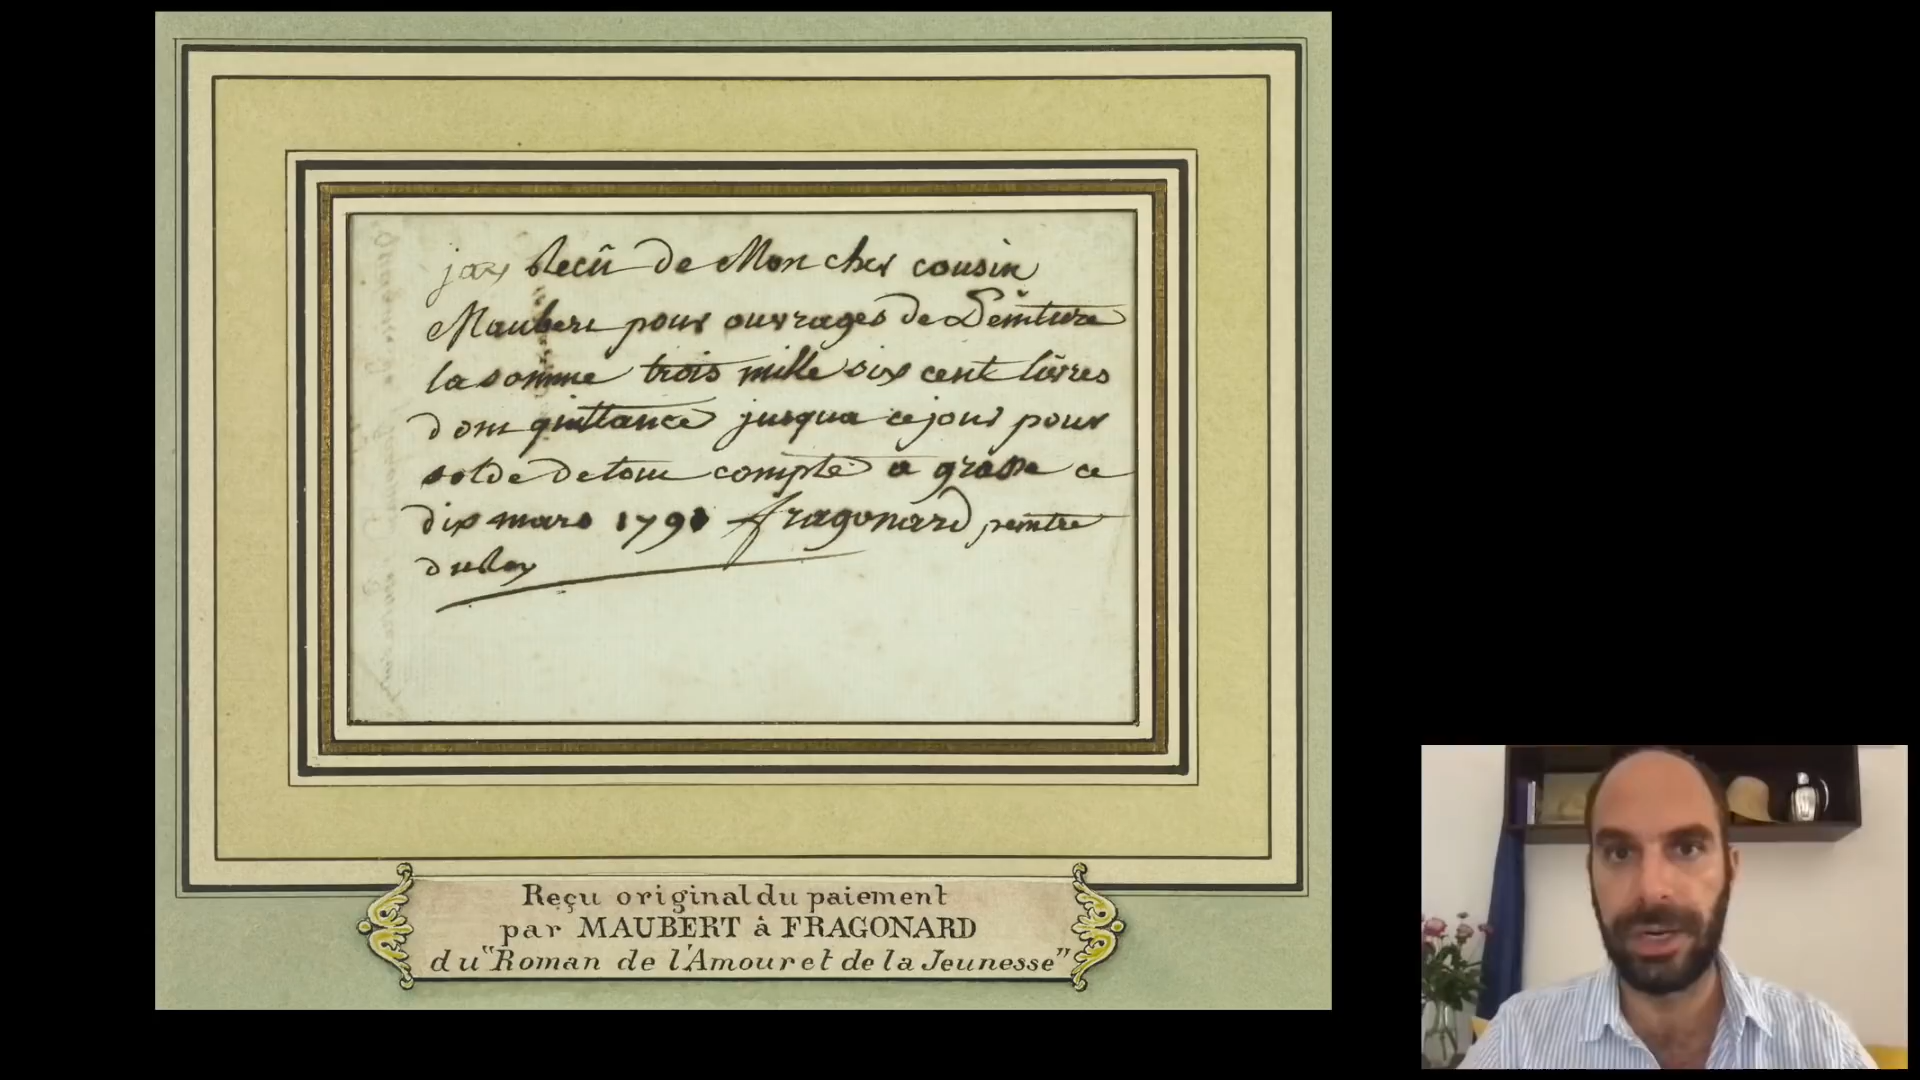 jay Recû de Mon cher cousin
Maubert pour ouvrages de Peinture
la somme trois mille six cent livres
dont quittance jusqua ce jour pour
solde de tout compte a grasse ce
dix mars 1791 fragonard peintre
du Roy
Reçu original du paiement
par MAUBERT à FRAGONARD
du "Roman de l'Amour et de la Jeunesse"